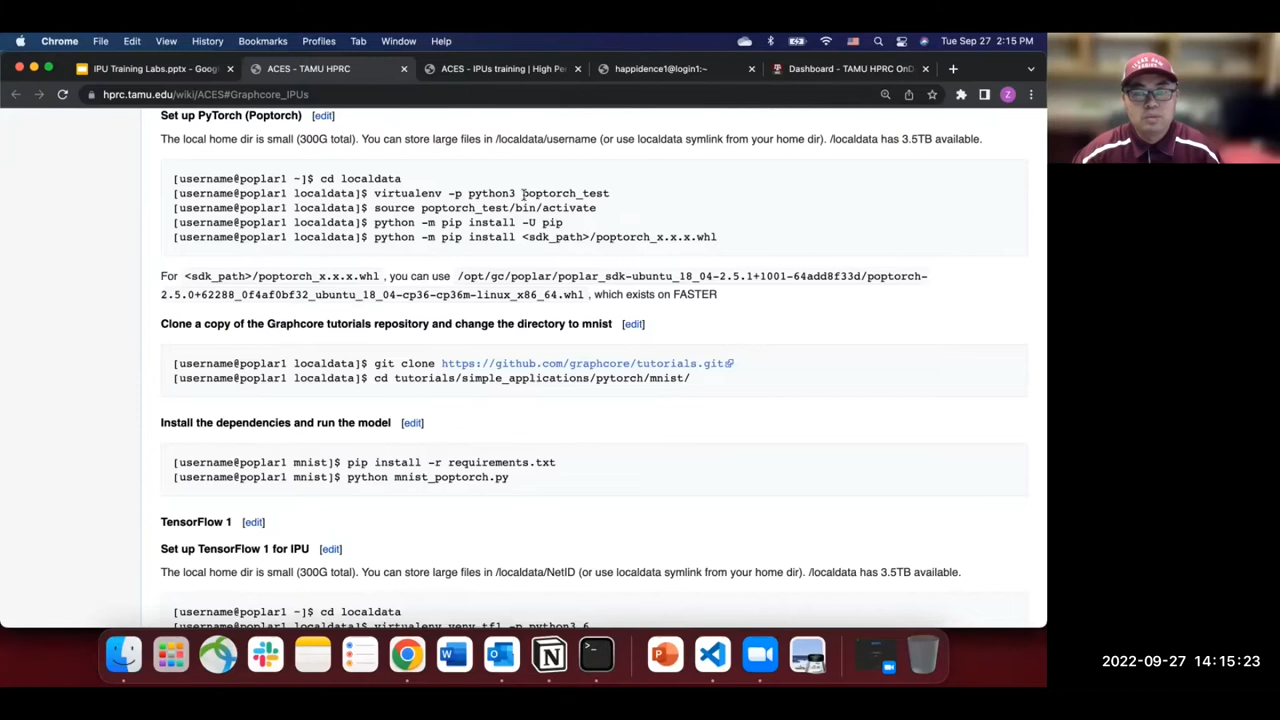 Chrome File Edit View History Bookmarks Profiles Tab Window Help Tue Sep 27 2:15 PM
IPU Training Labs.pptx - Goog ACES - TAMU HPRC ACES - IPUs training | High Pe happidence1@login1:~ Dashboard - TAMU HPRC OnD
hprc.tamu.edu/wiki/ACES#Graphcore_IPUs
Set up PyTorch (Poptorch) [edit]
The local home dir is small (300G total). You can store large files in /localdata/username (or use localdata symlink from your home dir). /localdata has 3.5TB available.
[username@poplar1 ~]$ cd localdata
[username@poplar1 localdata]$ virtualenv -p python3 poptorch_test
[username@poplar1 localdata]$ source poptorch_test/bin/activate
[username@poplar1 localdata]$ python -m pip install -U pip
[username@poplar1 localdata]$ python -m pip install <sdk_path>/poptorch_x.x.x.whl
For <sdk_path>/poptorch_x.x.x.whl , you can use /opt/gc/poplar/poplar_sdk-ubuntu_18_04-2.5.1+1001-64add8f33d/poptorch-
2.5.0+62288_0f4af0bf32_ubuntu_18_04-cp36-cp36m-linux_x86_64.whl , which exists on FASTER
Clone a copy of the Graphcore tutorials repository and change the directory to mnist [edit]
[username@poplar1 localdata]$ git clone https://github.com/graphcore/tutorials.git
[username@poplar1 localdata]$ cd tutorials/simple_applications/pytorch/mnist/
Install the dependencies and run the model [edit]
[username@poplar1 mnist]$ pip install -r requirements.txt
[username@poplar1 mnist]$ python mnist_poptorch.py
TensorFlow 1 [edit]
Set up TensorFlow 1 for IPU [edit]
The local home dir is small (300G total). You can store large files in /localdata/NetID (or use localdata symlink from your home dir). /localdata has 3.5TB available.
[username@poplar1 ~]$ cd localdata
[username@poplar1 localdata]$ virtualenv venv_tf1 -p python3.6
2022-09-27 14:15:23